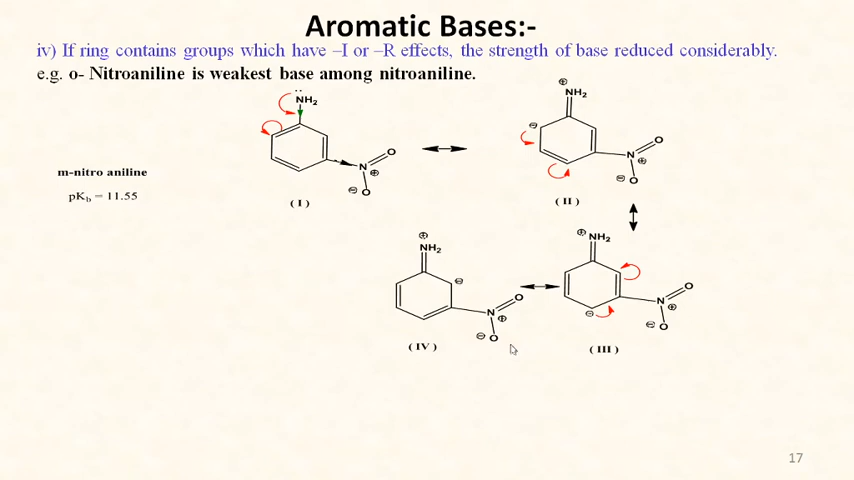 Aromatic Bases:-
iv) If ring contains groups which have –I or –R effects, the strength of base reduced considerably.
e.g. o- Nitroaniline is weakest base among nitroaniline.
m-nitro aniline
pKb = 11.55
NH2
N
O
⊕
⊖ O
( I )
⊕
NH2
⊖
N
O
⊕
⊖ O
( II )
⊕
NH2
⊖
N
O
⊕
⊖ O
( IV )
⊕ NH2
⊖
N
O
⊕
⊖ O
( III )
17